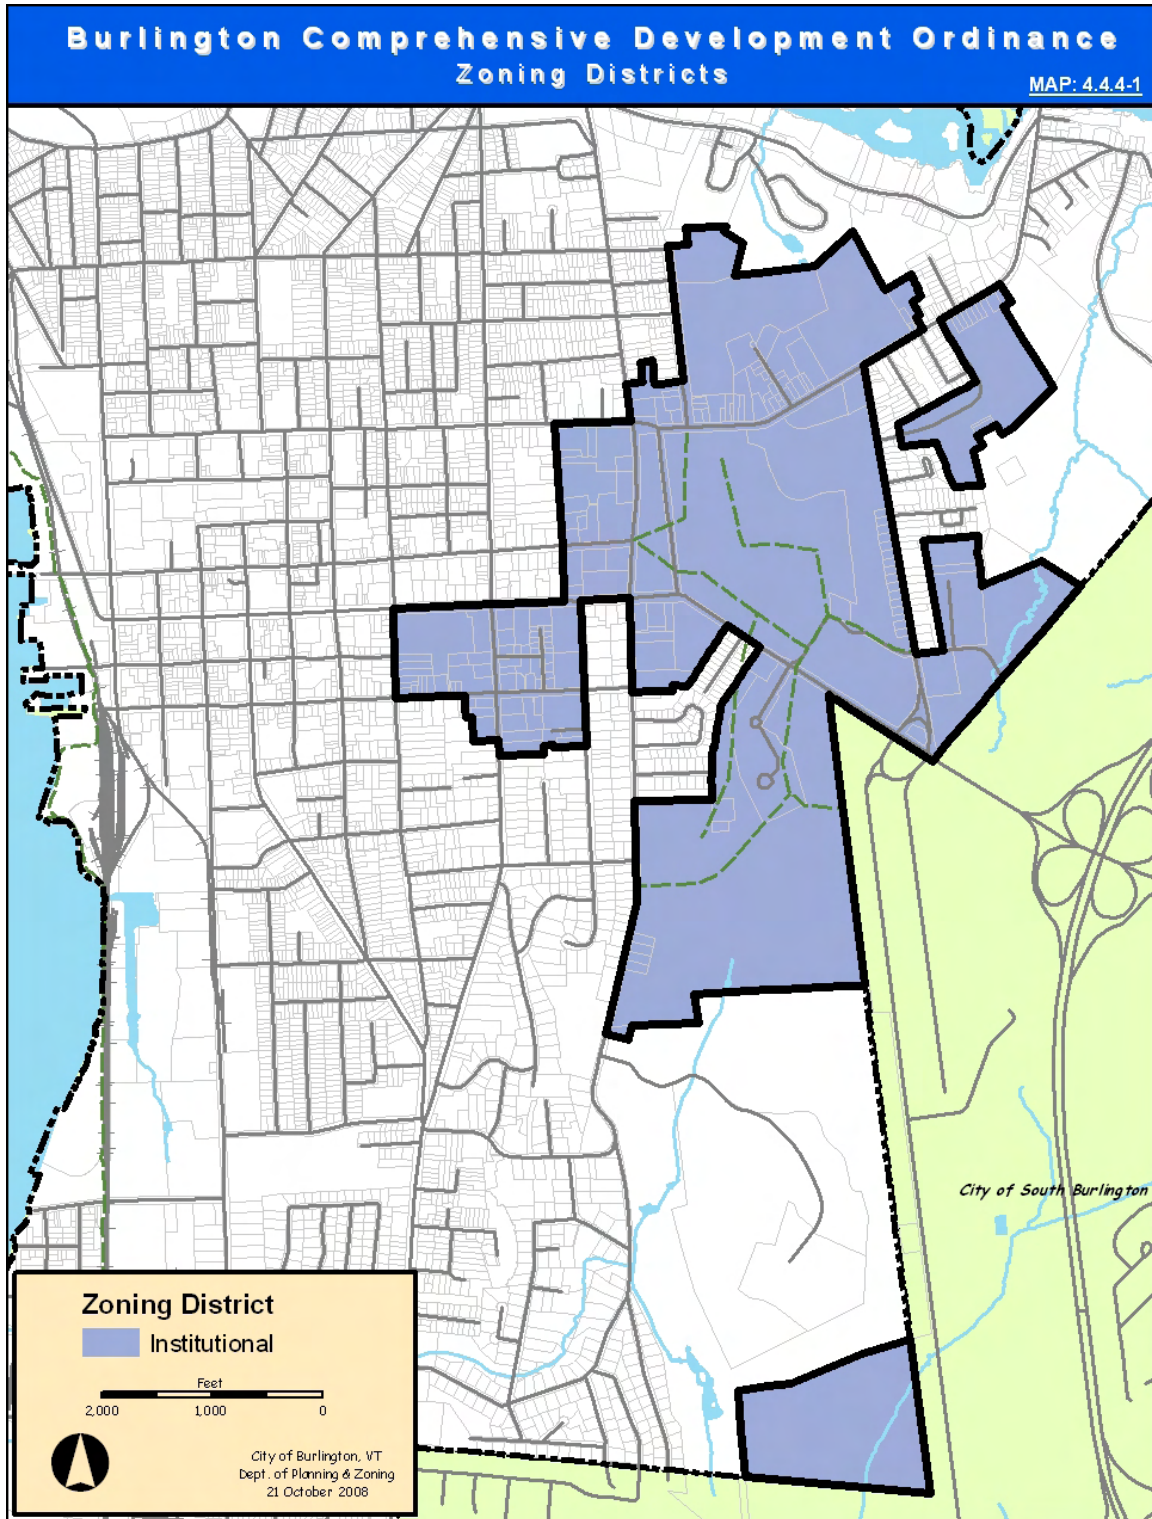 Burlington Comprehensive Development Ordinance
Zoning Districts
MAP: 4.4.4-1
City of South Burlington
Zoning District
Institutional
Feet
2,000 1,000 0
City of Burlington, VT
Dept. of Planning & Zoning
21 October 2008